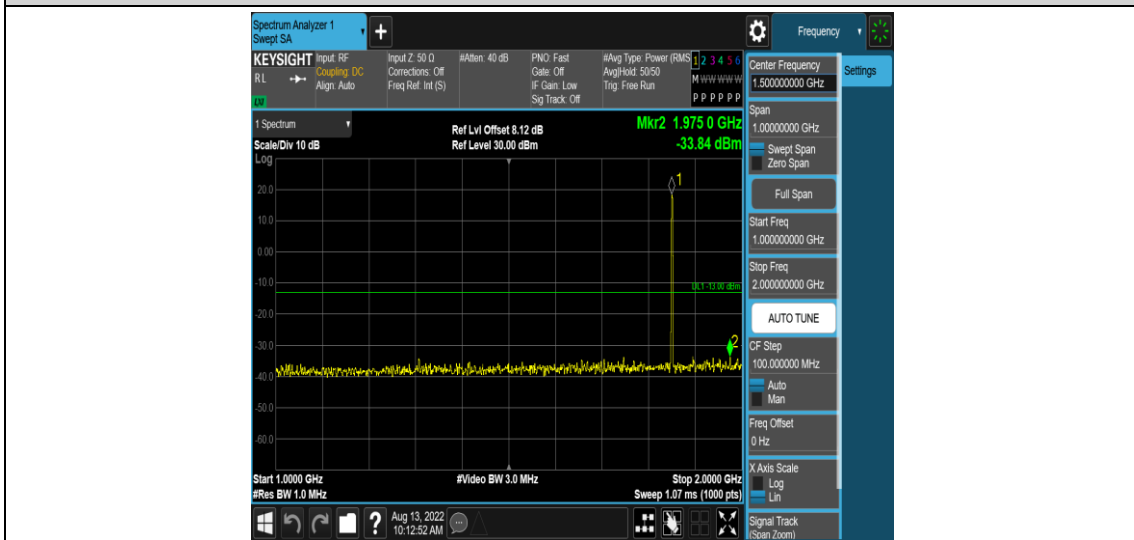 Spectrum Analyzer 1
Swept SA
+
Frequency
KEYSIGHT
RL
LXI
Input: RF
Coupling: DC
Align: Auto
Input Z: 50 Ω
Corrections: Off
Freq Ref: Int (S)
#Atten: 40 dB
PNO: Fast
Gate: Off
IF Gain: Low
Sig Track: Off
#Avg Type: Power (RMS
Avg|Hold: 50/50
Trig: Free Run
1 2 3 4 5 6
M W W W W W
P P P P P P
1 Spectrum
Scale/Div 10 dB
Log
Ref Lvl Offset 8.12 dB
Ref Level 30.00 dBm
Mkr2 1.975 0 GHz
-33.84 dBm
1
20.0
10.0
0.00
-10.0
DL1 -13.00 dBm
-20.0
2
-30.0
-40.0
-50.0
-60.0
Start 1.0000 GHz
#Res BW 1.0 MHz
#Video BW 3.0 MHz
Stop 2.0000 GHz
Sweep 1.07 ms (1000 pts)
Center Frequency
1.500000000 GHz
Settings
Span
1.00000000 GHz
Swept Span
Zero Span
Full Span
Start Freq
1.000000000 GHz
Stop Freq
2.000000000 GHz
AUTO TUNE
CF Step
100.000000 MHz
Auto
Man
Freq Offset
0 Hz
X Axis Scale
Log
Lin
Signal Track
(Span Zoom)
?
Aug 13, 2022
10:12:52 AM